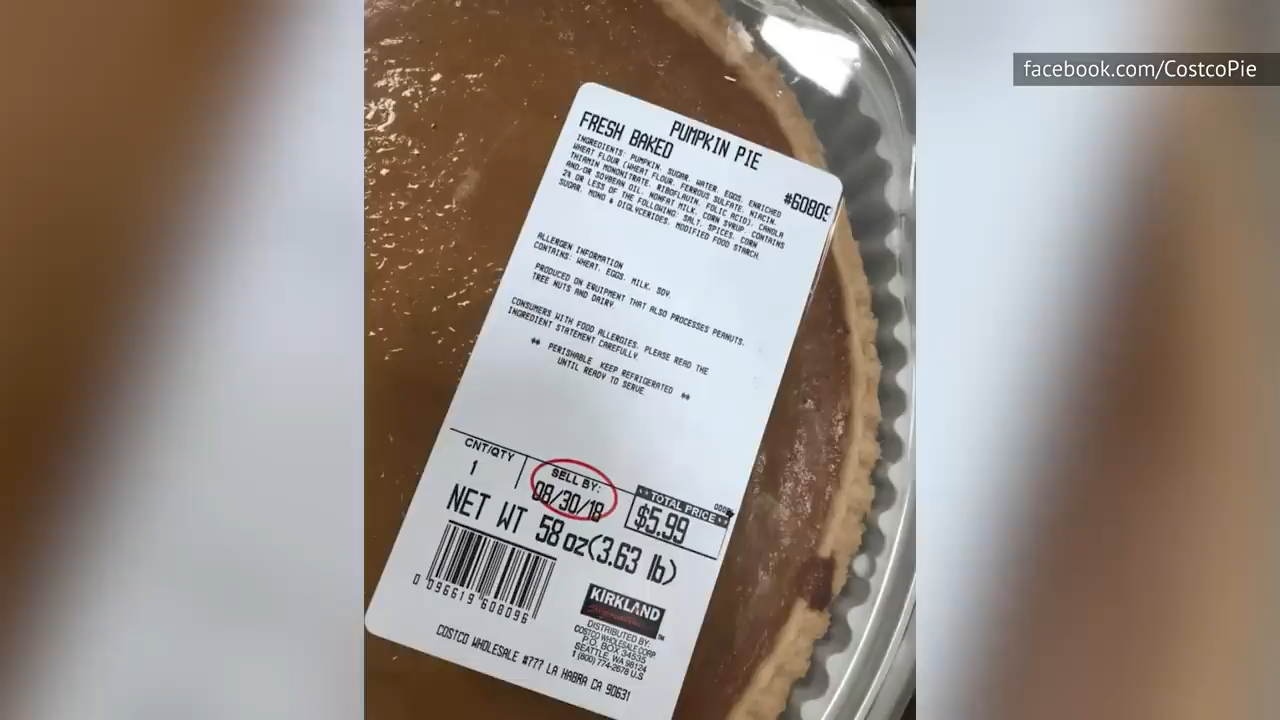 facebook.com/CostcoPie
PUMPKIN PIE
FRESH BAKED
#6080
INGREDIENTS: PUMPKIN, SUGAR, WATER, EGGS, ENRICHED
WHEAT FLOUR (WHEAT FLOUR, FERROUS SULFATE, NIACIN,
THIAMIN MONONITRATE, RIBOFLAVIN, FOLIC ACID), CANOLA
AND/OR SOYBEAN OIL, NONFAT MILK, CORN SYRUP. CONTAINS
2% OR LESS OF THE FOLLOWING: SALT, SPICES, CORN
SUGAR, MONO & DIGLYCERIDES, MODIFIED FOOD STARCH.
ALLERGEN INFORMATION
CONTAINS: WHEAT, EGGS, MILK, SOY.
PRODUCED ON EQUIPMENT THAT ALSO PROCESSES PEANUTS,
TREE NUTS AND DAIRY.
CONSUMERS WITH FOOD ALLERGIES, PLEASE READ THE
INGREDIENT STATEMENT CAREFULLY.
** PERISHABLE KEEP REFRIGERATED **
UNTIL READY TO SERVE
CNT/QTY
1
SELL BY:
08/30/18
**TOTAL PRICE**
$5.99
NET WT 58 oz(3.63 lb)
0 096619 608096
KIRKLAND
Signature
DISTRIBUTED BY:
COSTCO WHOLESALE CORP
P.O. BOX 34535
SEATTLE, WA 98124
1 (800) 774-2678 U.S
COSTCO WHOLESALE #777 LA HABRA CA 90631